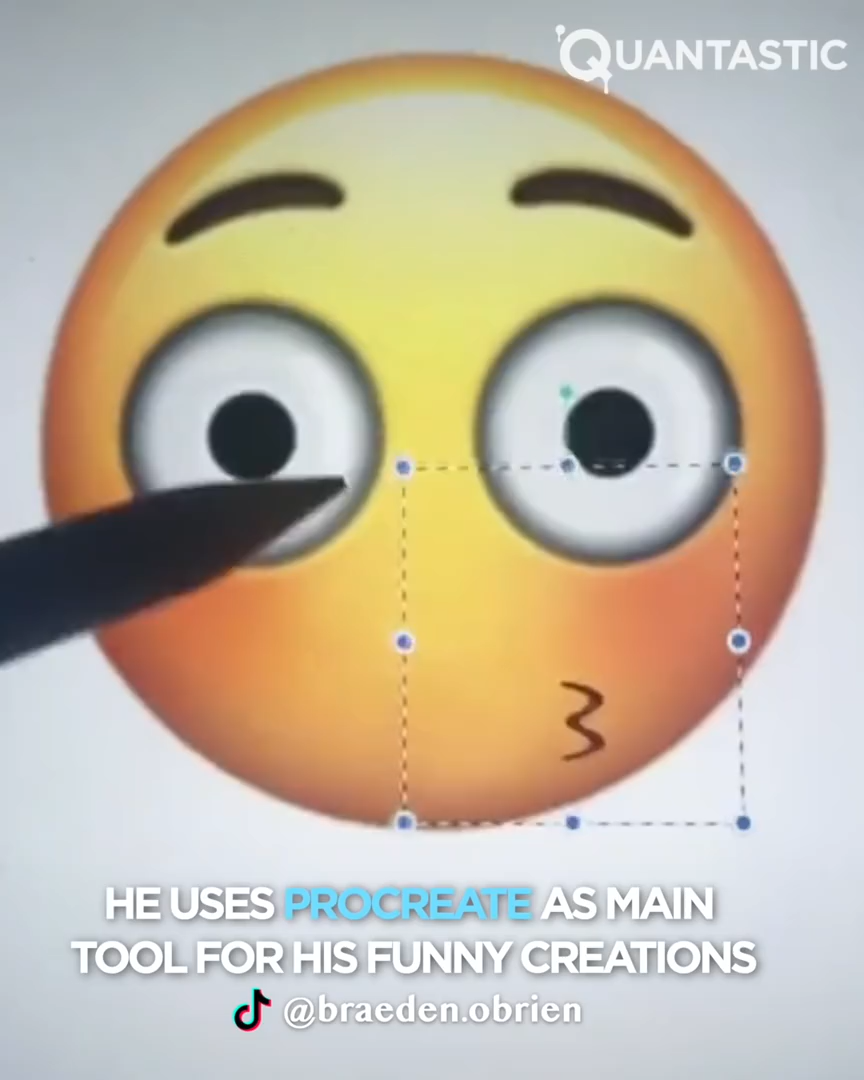 QUANTASTIC
HE USES PROCREATE AS MAIN
TOOL FOR HIS FUNNY CREATIONS
@braeden.obrien